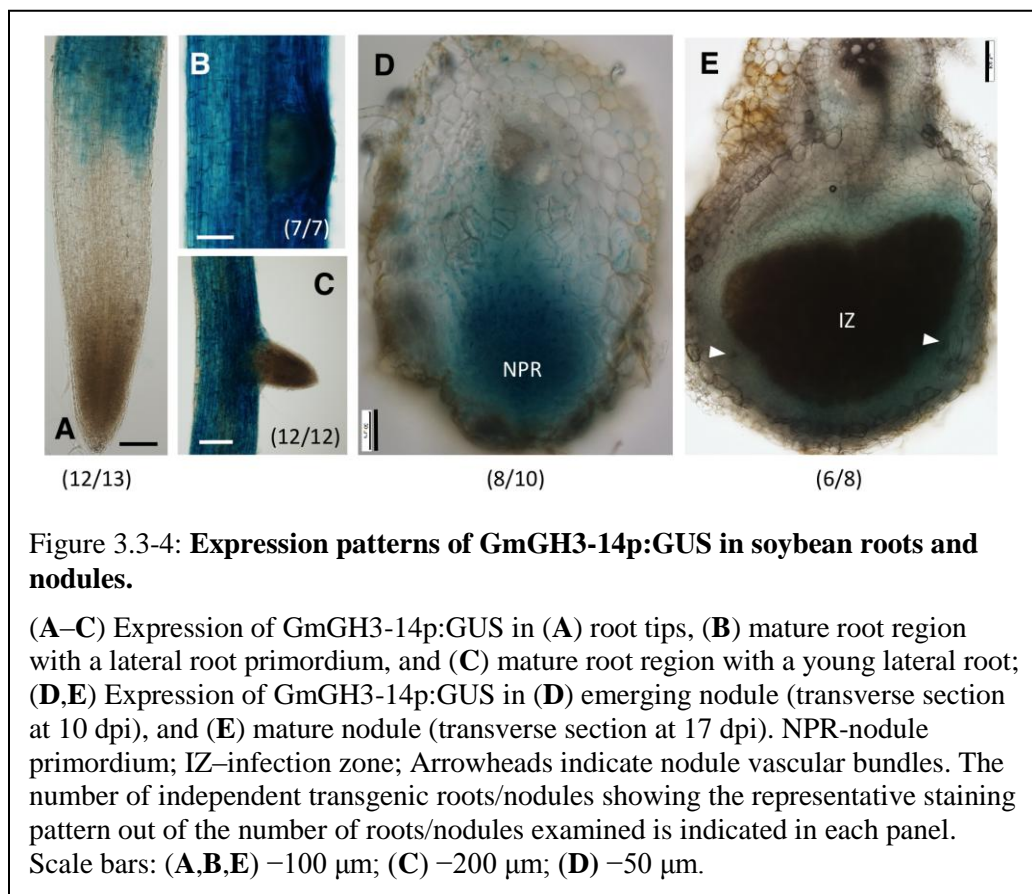 A
B
C
D
E
(7/7)
(12/12)
NPR
IZ
(12/13)
(8/10)
(6/8)
Figure 3.3-4: Expression patterns of GmGH3-14p:GUS in soybean roots and
nodules.
(A–C) Expression of GmGH3-14p:GUS in (A) root tips, (B) mature root region
with a lateral root primordium, and (C) mature root region with a young lateral root;
(D,E) Expression of GmGH3-14p:GUS in (D) emerging nodule (transverse section
at 10 dpi), and (E) mature nodule (transverse section at 17 dpi). NPR-nodule
primordium; IZ–infection zone; Arrowheads indicate nodule vascular bundles. The
number of independent transgenic roots/nodules showing the representative staining
pattern out of the number of roots/nodules examined is indicated in each panel.
Scale bars: (A,B,E) −100 μm; (C) −200 μm; (D) −50 μm.